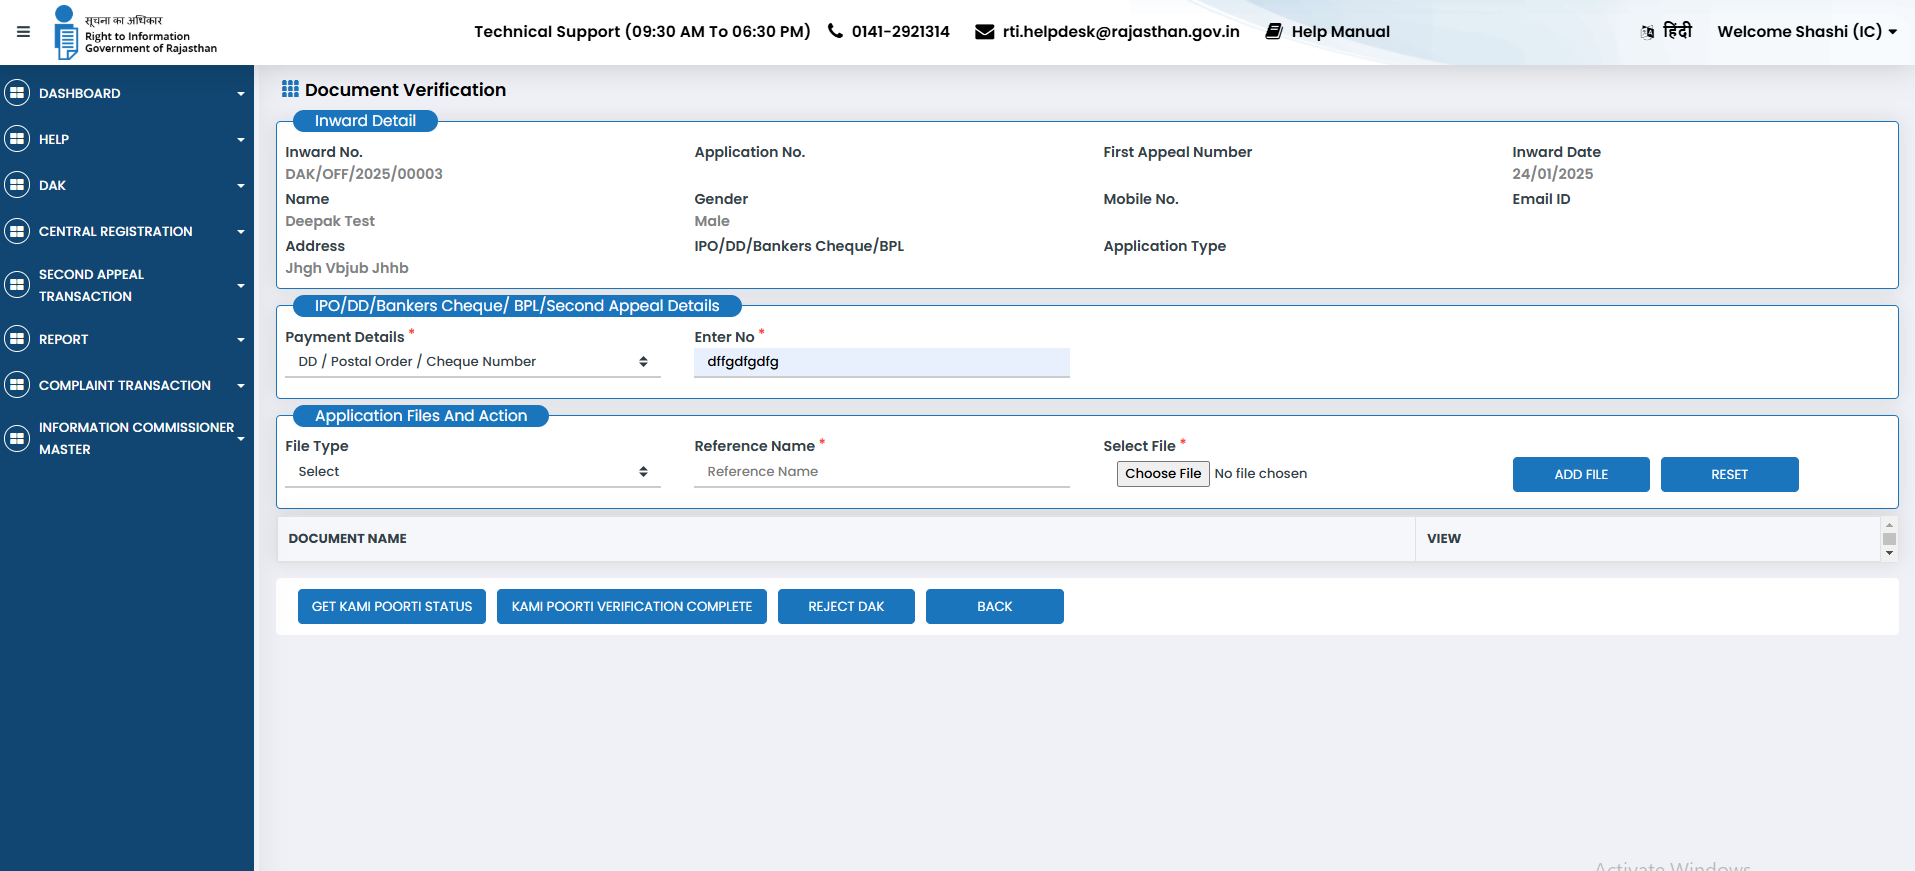 सूचना का अधिकार
Right to Information
Government of Rajasthan
Technical Support (09:30 AM To 06:30 PM) 0141-2921314 rti.helpdesk@rajasthan.gov.in Help Manual
हिंदी Welcome Shashi (IC)
DASHBOARD
HELP
DAK
CENTRAL REGISTRATION
SECOND APPEAL
TRANSACTION
REPORT
COMPLAINT TRANSACTION
INFORMATION COMMISSIONER
MASTER
Document Verification
Inward Detail
Inward No. Application No. First Appeal Number Inward Date
DAK/OFF/2025/00003 24/01/2025
Name Gender Mobile No. Email ID
Deepak Test Male
Address IPO/DD/Bankers Cheque/BPL Application Type
Jhgh Vbjub Jhhb
IPO/DD/Bankers Cheque/ BPL/Second Appeal Details
Payment Details * Enter No *
DD / Postal Order / Cheque Number dffgdfgdfg
Application Files And Action
File Type Reference Name * Select File *
Select Reference Name Choose File No file chosen ADD FILE RESET
DOCUMENT NAME VIEW
GET KAMI POORTI STATUS KAMI POORTI VERIFICATION COMPLETE REJECT DAK BACK
Activate Windows